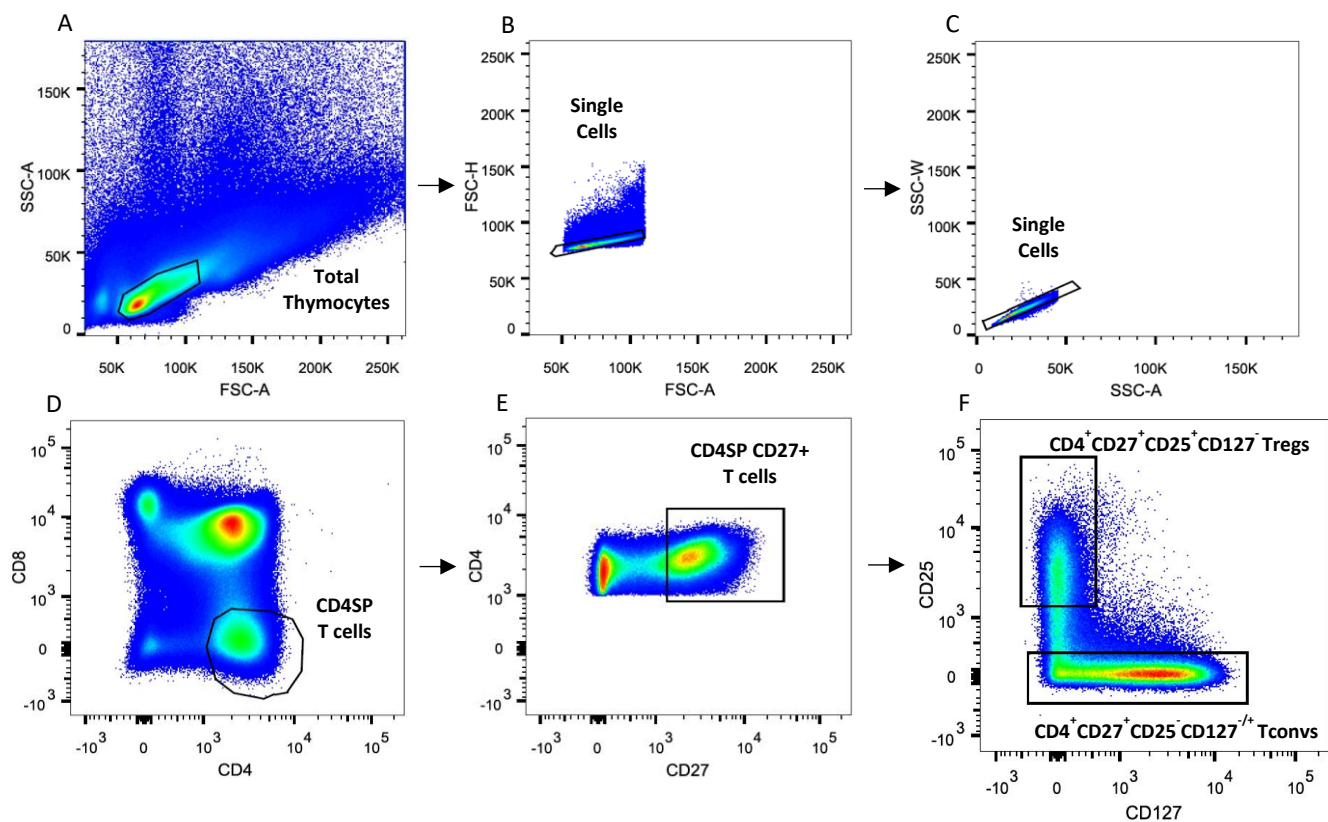 A
B
C
150K
100K
50K
0
SSC-A
50K
100K
150K
200K
250K
FSC-A
Total
Thymocytes
250K
200K
150K
100K
50K
0
FSC-H
50K
100K
150K
200K
250K
FSC-A
Single
Cells
250K
200K
150K
100K
50K
0
SSC-W
0
50K
100K
150K
SSC-A
Single
Cells
D
E
F
10^5
10^4
10^3
0
-10^3
CD8
-10^3
0
10^3
10^4
10^5
CD4
CD4SP
T cells
10^5
10^4
10^3
0
-10^3
CD4
-10^3
0
10^3
10^4
10^5
CD27
CD4SP CD27+
T cells
10^5
10^4
10^3
0
-10^3
CD25
-10^3
0
10^3
10^4
10^5
CD127
CD4⁺CD27⁺CD25⁺CD127⁻Tregs
CD4⁺CD27⁺CD25⁻CD127⁻/⁺ Tconvs